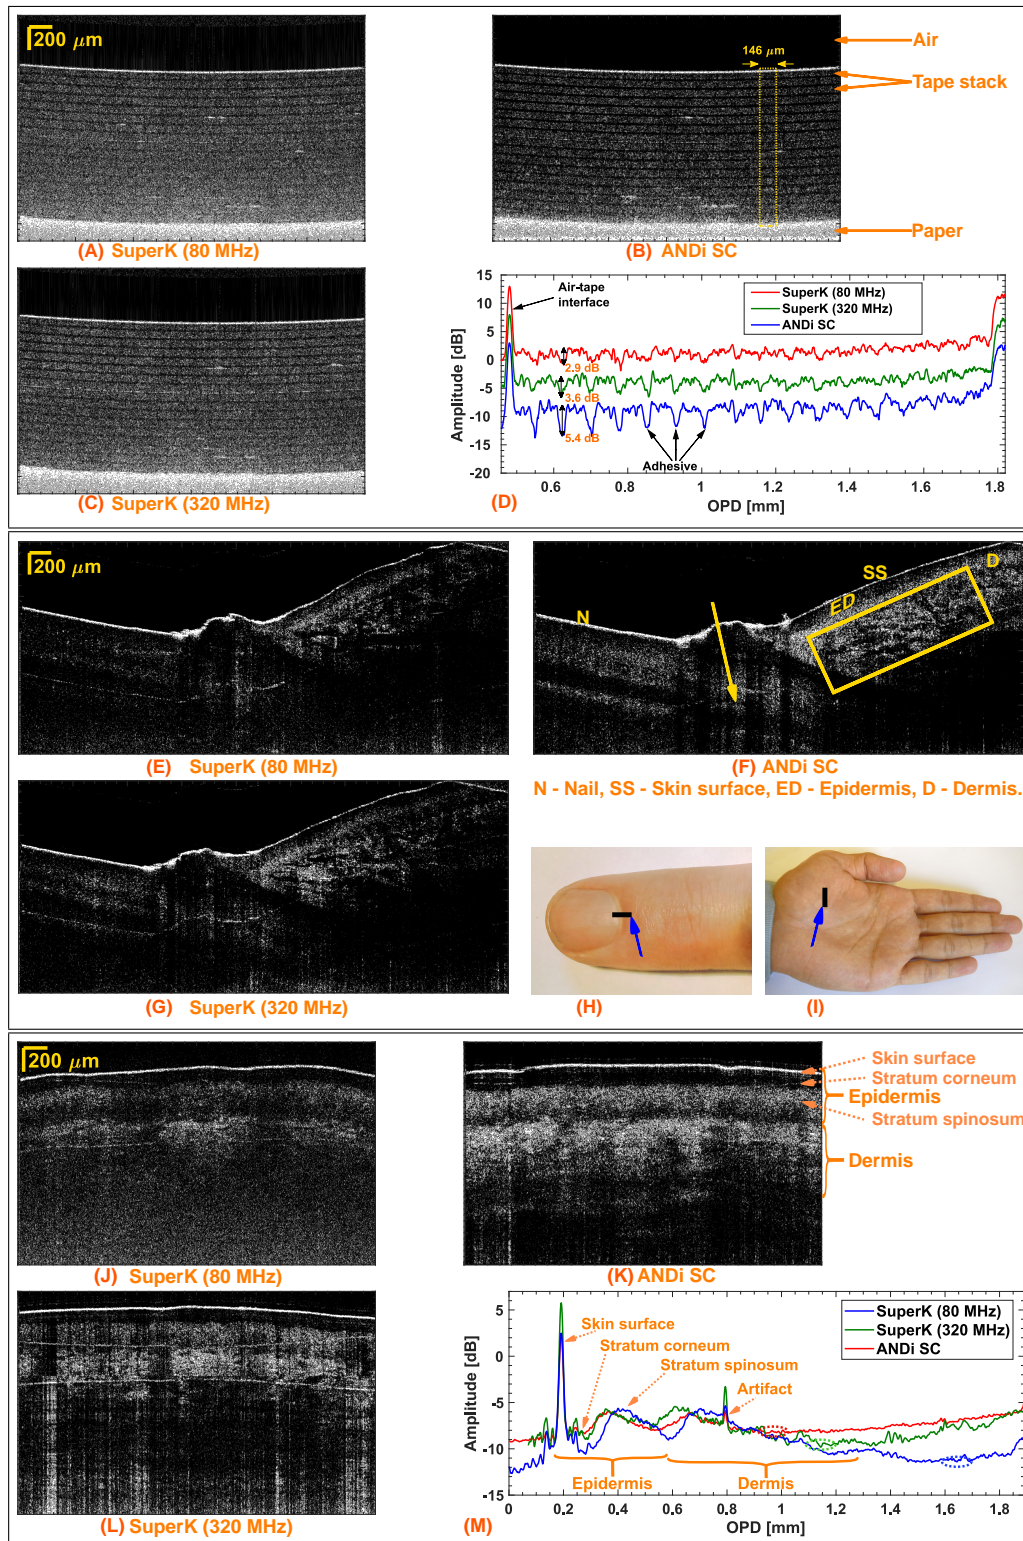 200 μm
146 μm
Air
Tape stack
Paper
(A) SuperK (80 MHz)
(B) ANDi SC
(C) SuperK (320 MHz)
15
10
5
0
-5
-10
-15
-20
Amplitude [dB]
Air-tape
interface
SuperK (80 MHz)
SuperK (320 MHz)
ANDi SC
2.9 dB
3.6 dB
5.4 dB
Adhesive
0.6
0.8
1
1.2
1.4
1.6
1.8
(D)
OPD [mm]
200 μm
(E) SuperK (80 MHz)
N
SS
ED
D
(F) ANDi SC
N - Nail, SS - Skin surface, ED - Epidermis, D - Dermis.
(G) SuperK (320 MHz)
(H)
(I)
200 μm
(J) SuperK (80 MHz)
Skin surface
Stratum corneum
Epidermis
Stratum spinosum
Dermis
(K) ANDi SC
(L) SuperK (320 MHz)
5
0
-5
-10
-15
Amplitude [dB]
Skin surface
Stratum corneum
Stratum spinosum
Artifact
SuperK (80 MHz)
SuperK (320 MHz)
ANDi SC
Epidermis
Dermis
0
0.2
0.4
0.6
0.8
1
1.2
1.4
1.6
1.8
(M)
OPD [mm]